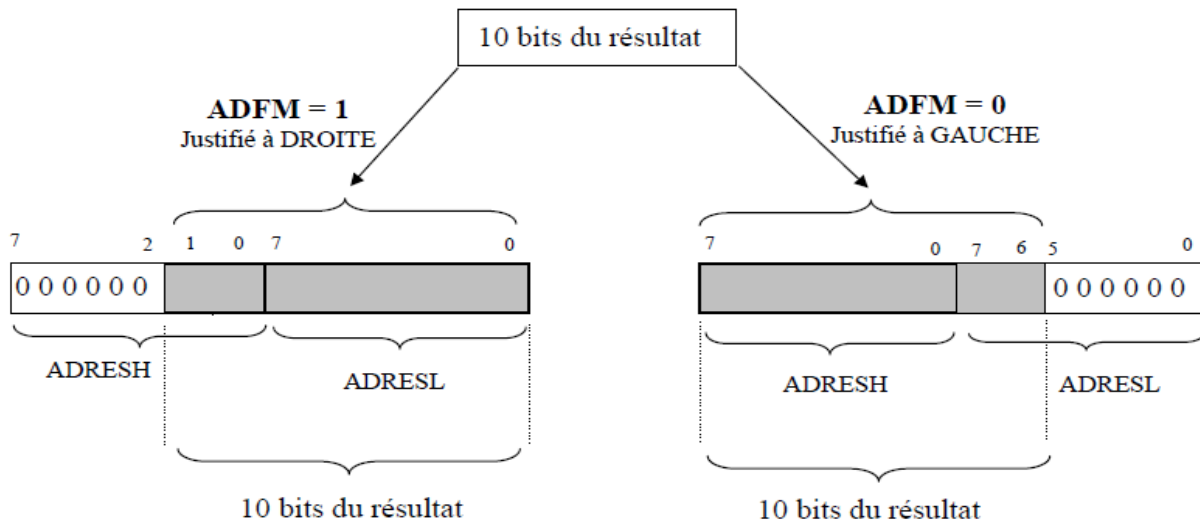 10 bits du résultat
ADFM = 1
Justifié à DROITE
ADFM = 0
Justifié à GAUCHE
7 2 1 0 7 0
0 0 0 0 0 0
ADRESH
ADRESL
10 bits du résultat
7 0 7 6 5 0
0 0 0 0 0 0
ADRESH
ADRESL
10 bits du résultat